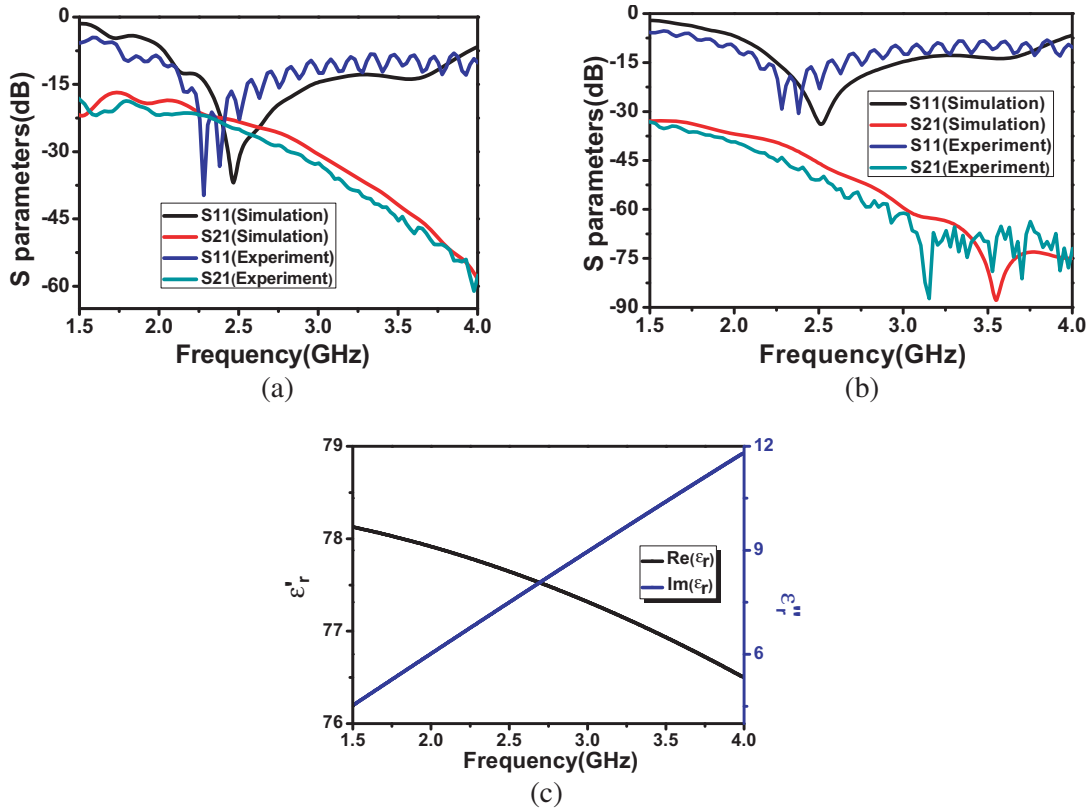 0
-15
-30
-45
-60
S parameters(dB)
S11(Simulation)
S21(Simulation)
S11(Experiment)
S21(Experiment)
1.5 2.0 2.5 3.0 3.5 4.0
Frequency(GHz)
(a)
0
-15
-30
-45
-60
-75
-90
S parameters(dB)
S11(Simulation)
S21(Simulation)
S11(Experiment)
S21(Experiment)
1.5 2.0 2.5 3.0 3.5 4.0
Frequency(GHz)
(b)
79
78
77
76
ε'r
Re(εr)
Im(εr)
12
9
6
ε''r
1.5 2.0 2.5 3.0 3.5 4.0
Frequency(GHz)
(c)